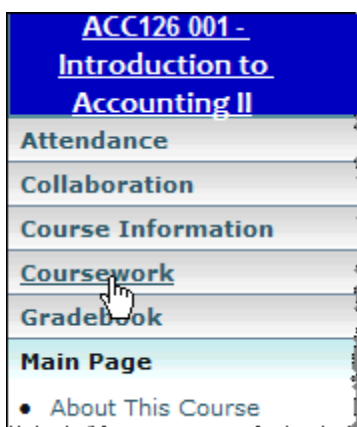 ACC126 001 -
Introduction to
Accounting II
Attendance
Collaboration
Course Information
Coursework
Gradebook
Main Page
• About This Course